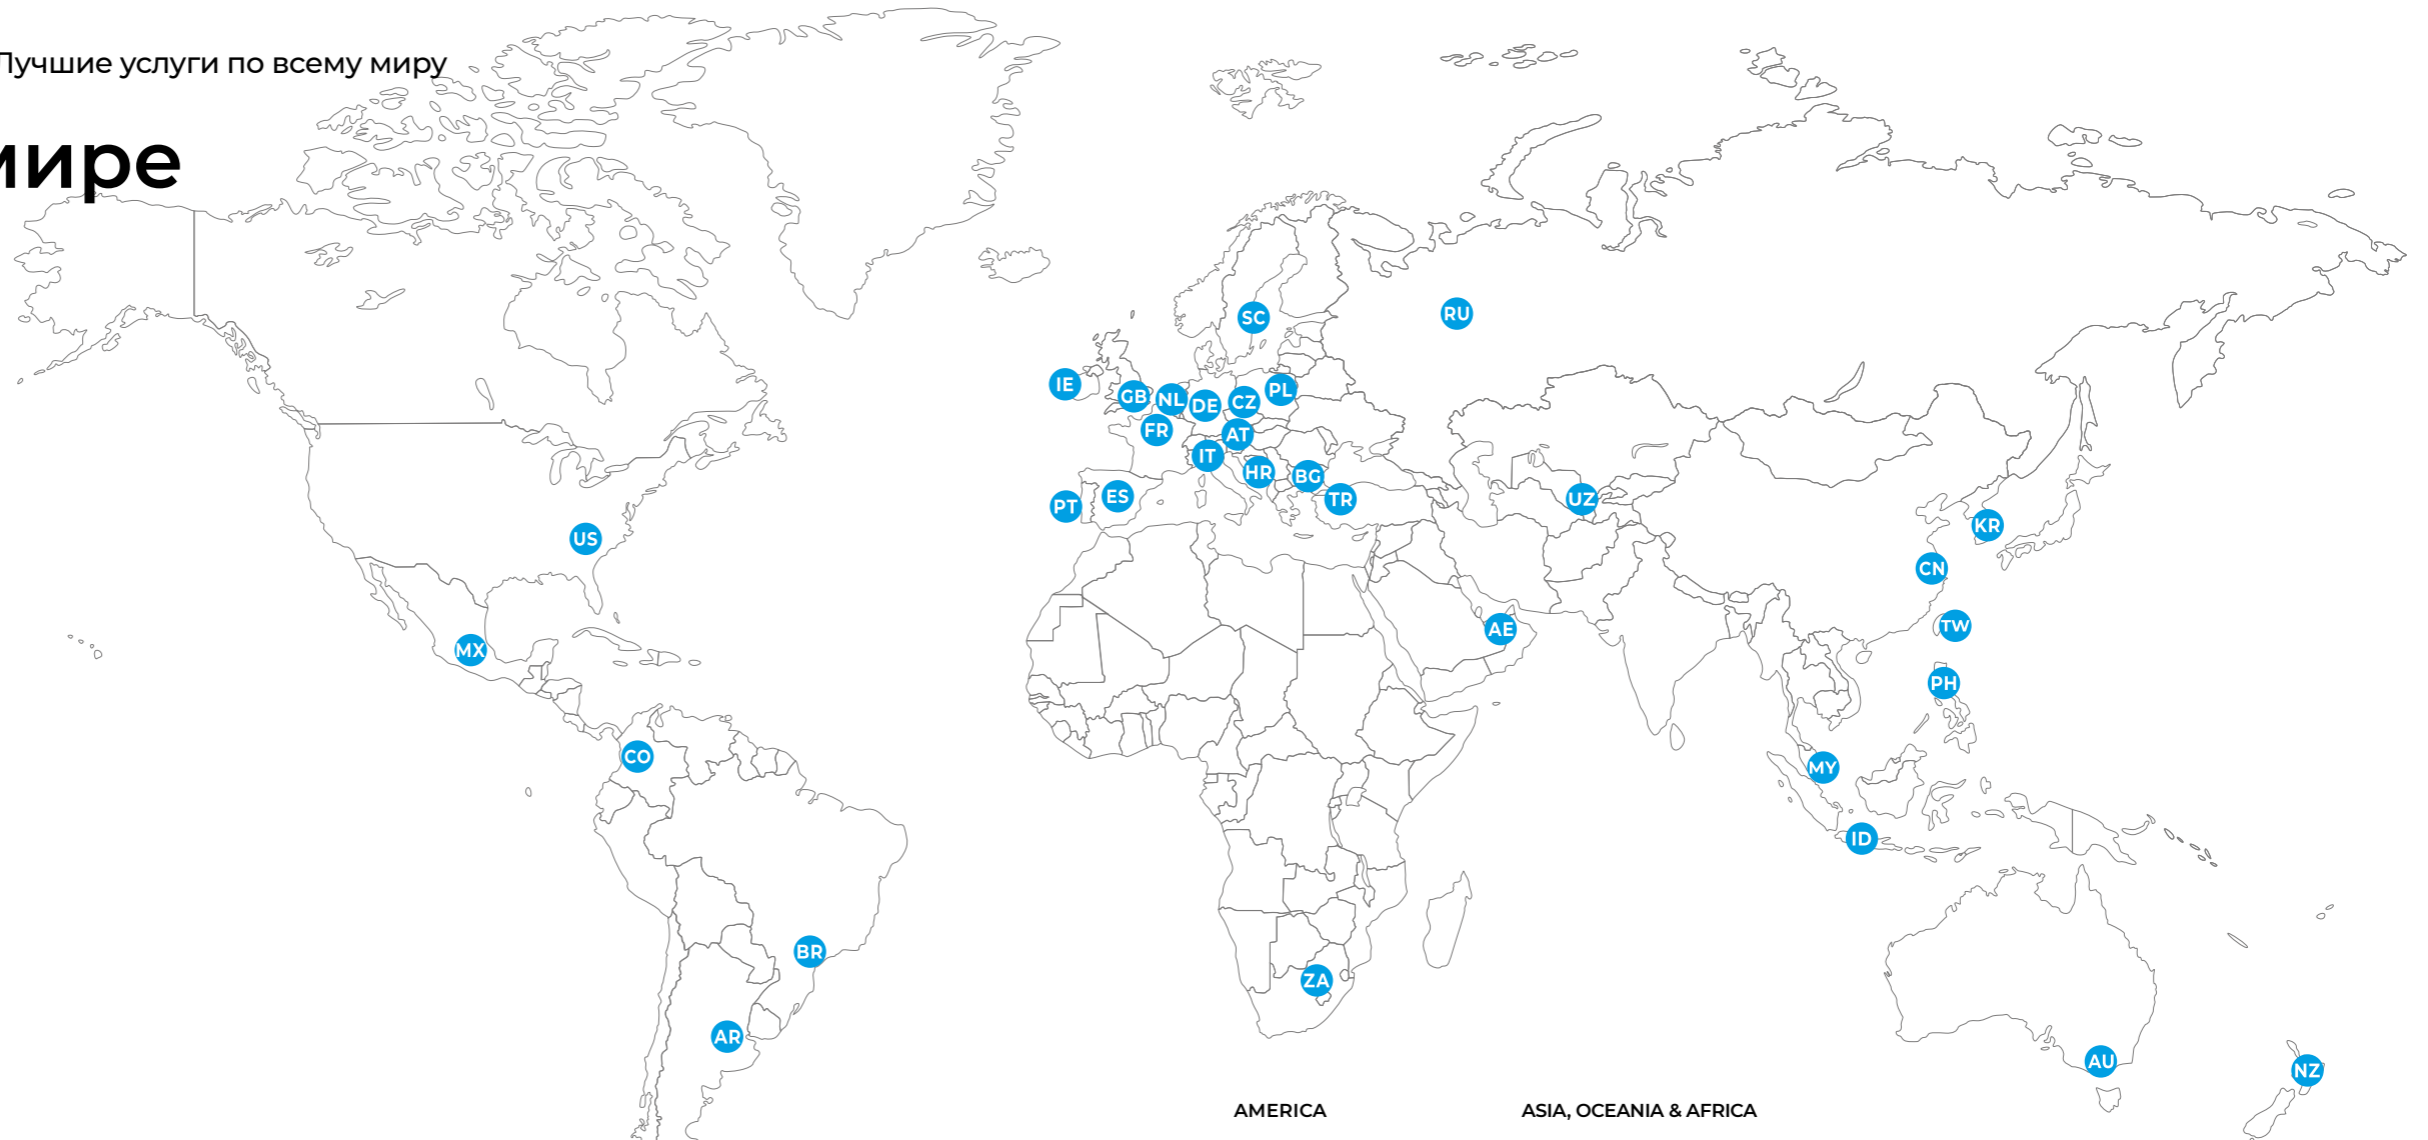 Лучшие услуги по всему миру
мире
SC
RU
IE
GB
NL
DE
CZ
PL
FR
AT
IT
HR
BG
PT
ES
TR
UZ
US
KR
CN
AE
TW
MX
PH
CO
MY
ID
BR
ZA
AR
AU
NZ
AMERICA
ASIA, OCEANIA & AFRICA